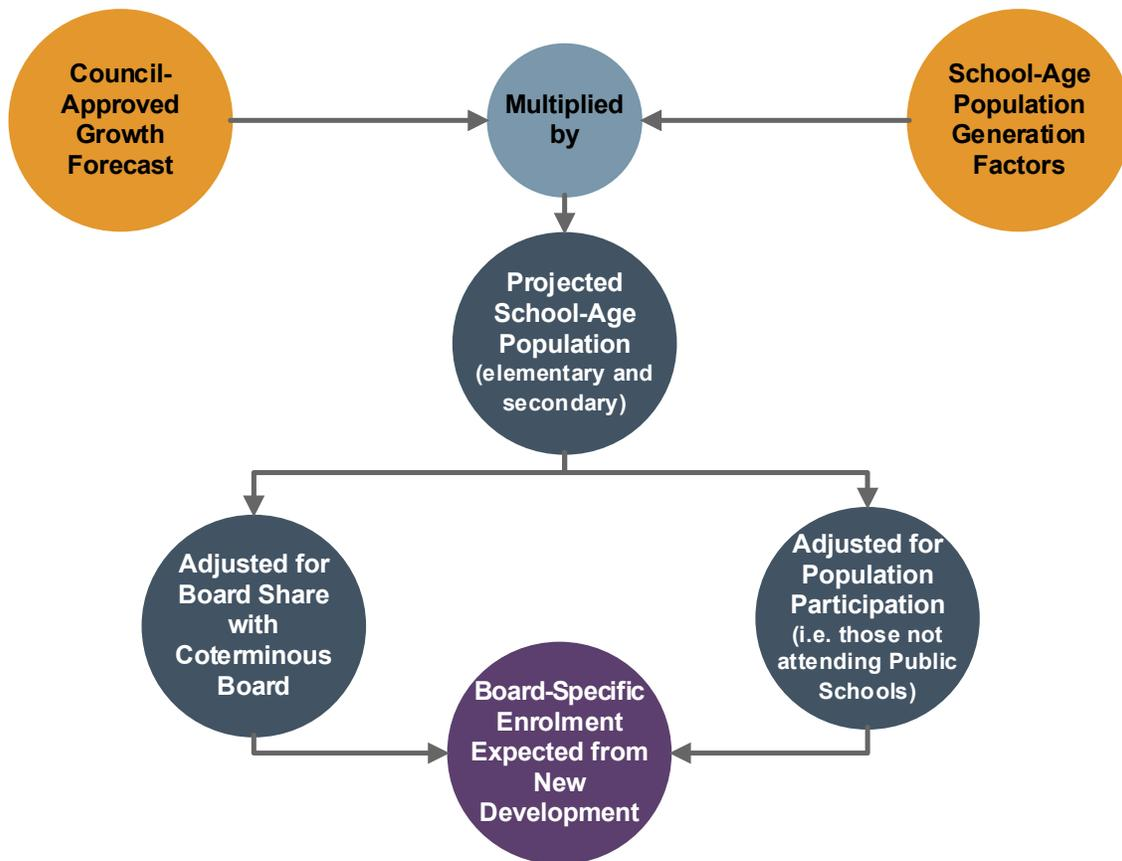 Council-
Approved
Growth
Forecast
Multiplied
by
School-Age
Population
Generation
Factors
Projected
School-Age
Population
(elementary and
secondary)
Adjusted for
Board Share
with
Coterminous
Board
Adjusted for
Population
Participation
(i.e. those not
attending Public
Schools)
Board-Specific
Enrolment
Expected from
New
Development